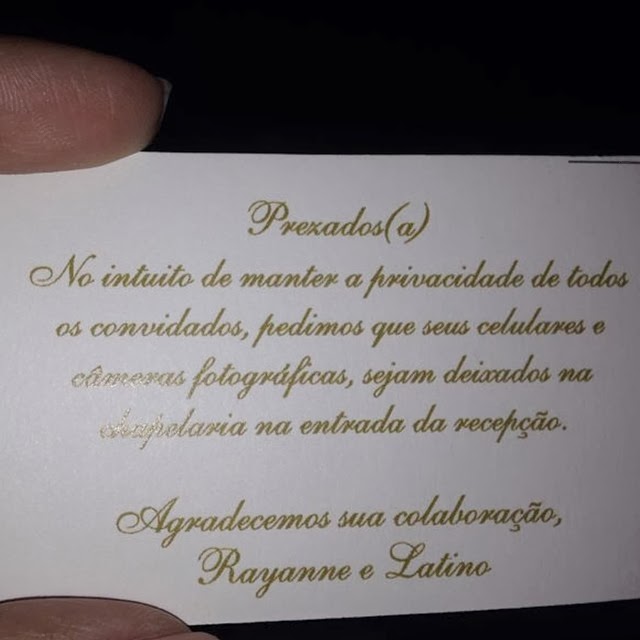 Prezados(a)
No intuito de manter a privacidade de todos
os convidados, pedimos que seus celulares e
câmeras fotográficas, sejam deixados na
chapelaria na entrada da recepção.
Agradecemos sua colaboração,
Rayanne e Latino